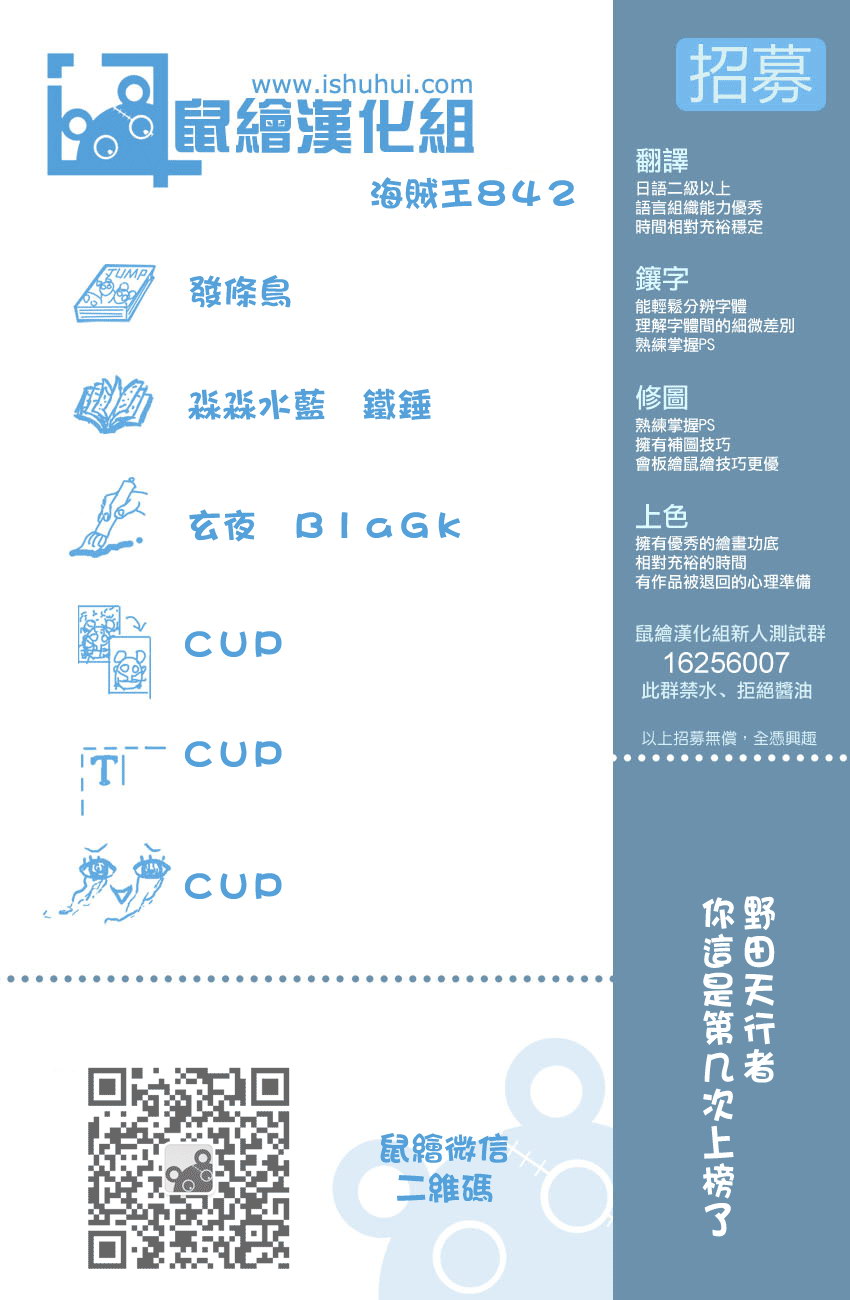 www.ishuhui.com
鼠繪漢化組
海賊王842
JUMP
發條鳥
淼淼水藍　鐵錘
玄夜　BlaGk
cup
T
cup
cup
鼠繪微信
二維碼
招募
翻譯
日語二級以上
語言組織能力優秀
時間相對充裕穩定
鑲字
能輕鬆分辨字體
理解字體間的細微差別
熟練掌握PS
修圖
熟練掌握PS
擁有補圖技巧
會板繪鼠繪技巧更優
上色
擁有優秀的繪畫功底
相對充裕的時間
有作品被退回的心理準備
鼠繪漢化組新人測試群
16256007
此群禁水、拒絕醬油
以上招募無償，全憑興趣
野田天行者
你這是第几次上榜了